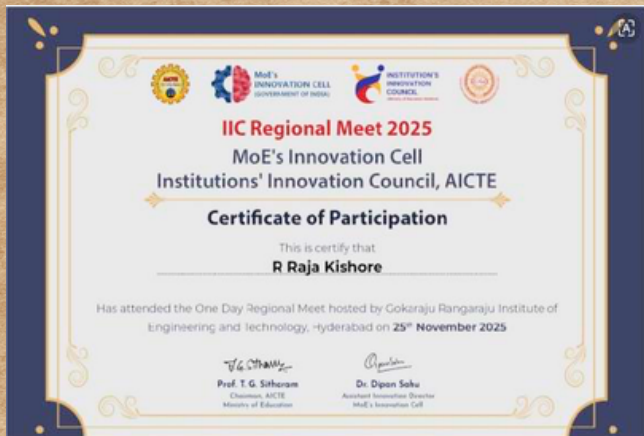 AICTE
MoE's
INNOVATION CELL
(GOVERNMENT OF INDIA)
INSTITUTION'S
INNOVATION
COUNCIL
IIC Regional Meet 2025
MoE's Innovation Cell
Institutions' Innovation Council, AICTE
Certificate of Participation
This is certify that
R Raja Kishore
Has attended the One Day Regional Meet hosted by Gokaraju Rangaraju Institute of
Engineering and Technology, Hyderabad on 25th November 2025
Prof. T. G. Sitharam
Chairman, AICTE
Ministry of Education
Dr. Dipan Sahu
Assistant Innovation Director
MoE's Innovation Cell